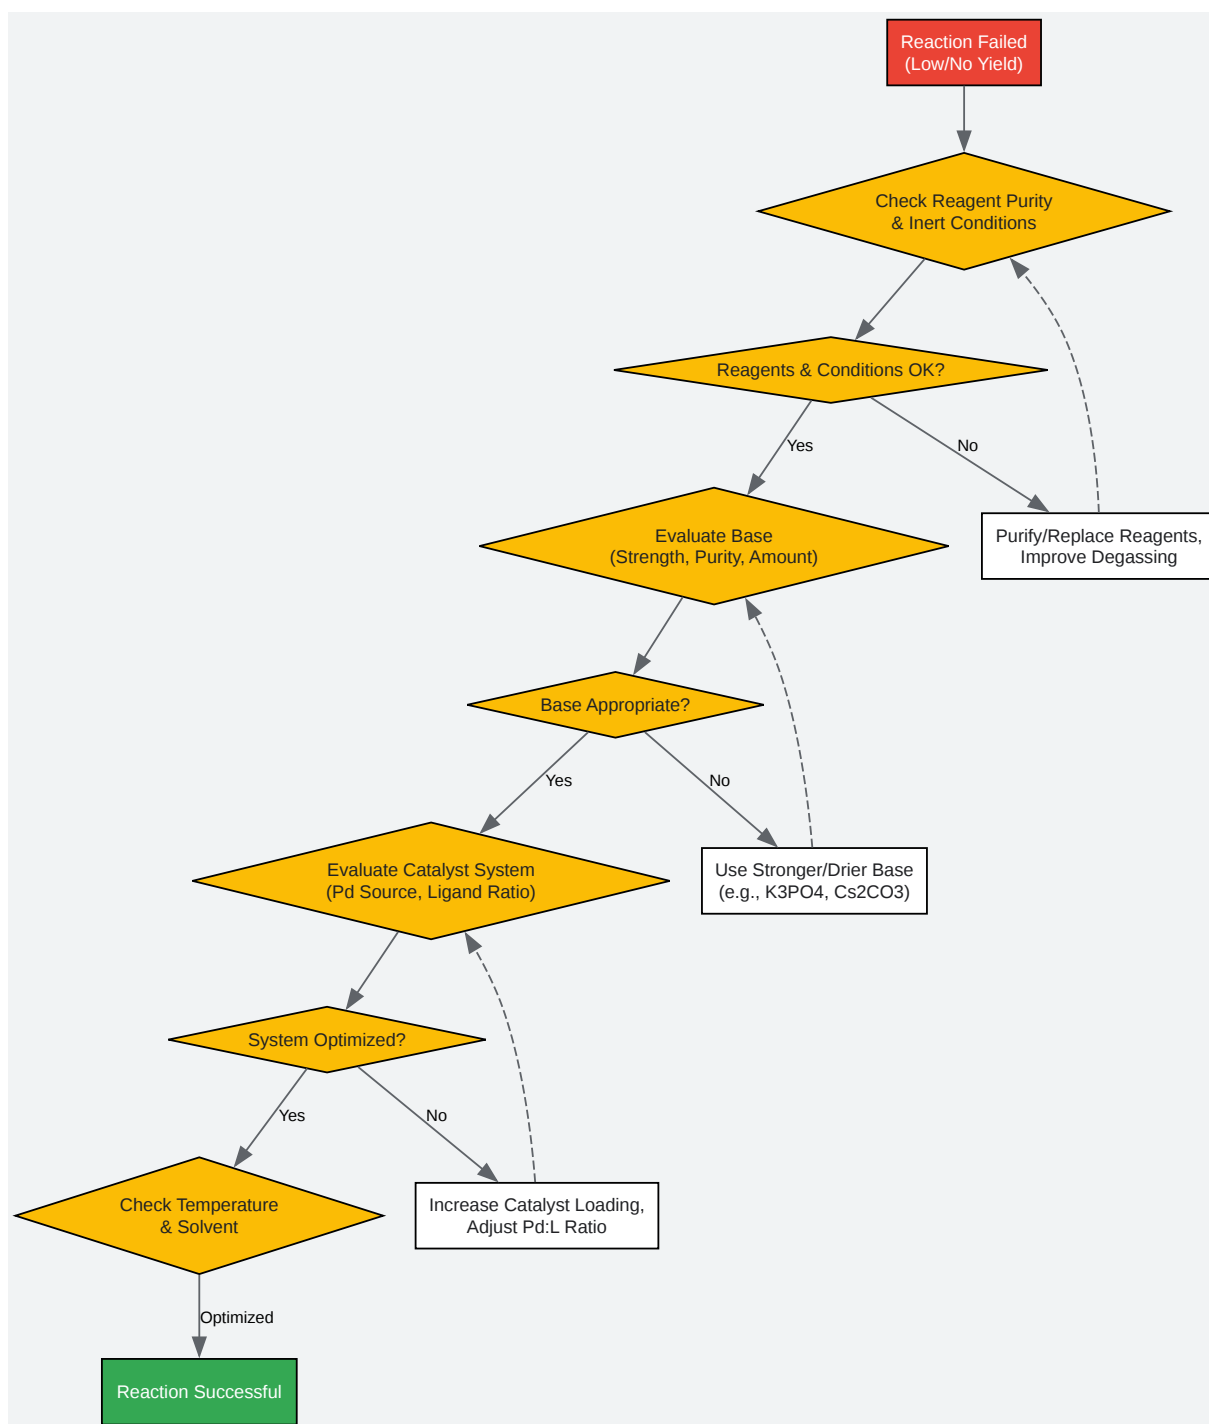 Reaction Failed
(Low/No Yield)
Check Reagent Purity
& Inert Conditions
Reagents & Conditions OK?
Yes
No
Evaluate Base
(Strength, Purity, Amount)
Purify/Replace Reagents,
Improve Degassing
Base Appropriate?
Yes
No
Evaluate Catalyst System
(Pd Source, Ligand Ratio)
Use Stronger/Drier Base
(e.g., K3PO4, Cs2CO3)
System Optimized?
Yes
No
Check Temperature
& Solvent
Increase Catalyst Loading,
Adjust Pd:L Ratio
Optimized
Reaction Successful